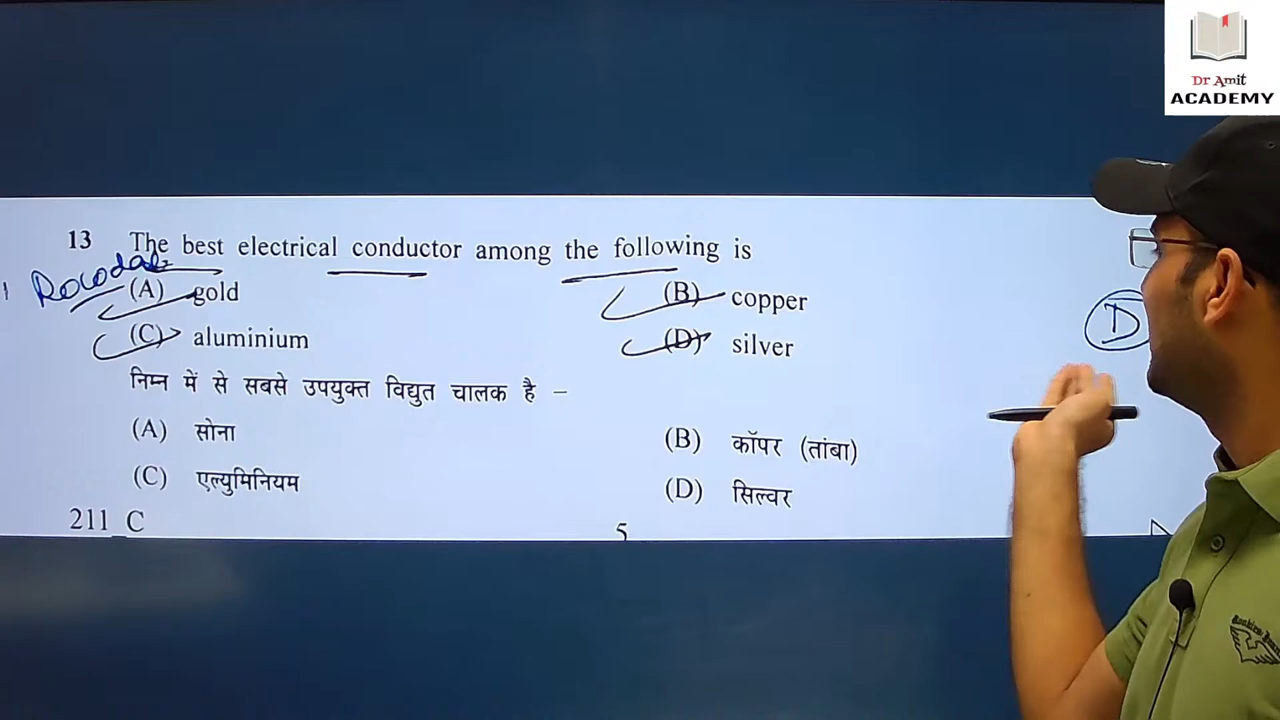 Dr Amit
ACADEMY
13 The best electrical conductor among the following is
(A) gold (B) copper
(C) aluminium (D) silver
D
निम्न में से सबसे उपयुक्त विद्युत चालक है –
(A) सोना (B) कॉपर (तांबा)
(C) एल्युमिनियम (D) सिल्वर
211 C 5